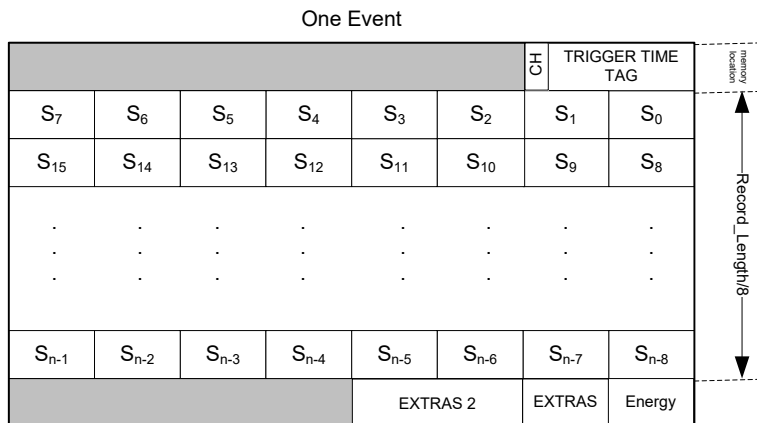 One Event
CH
TRIGGER TIME
TAG
memory
location
S₇ S₆ S₅ S₄ S₃ S₂ S₁ S₀
S₁₅ S₁₄ S₁₃ S₁₂ S₁₁ S₁₀ S₉ S₈
. . . . . . . .
. . . . . . . .
. . . . . . . .
Record_Length/8
Sₙ₋₁ Sₙ₋₂ Sₙ₋₃ Sₙ₋₄ Sₙ₋₅ Sₙ₋₆ Sₙ₋₇ Sₙ₋₈
EXTRAS 2 EXTRAS Energy